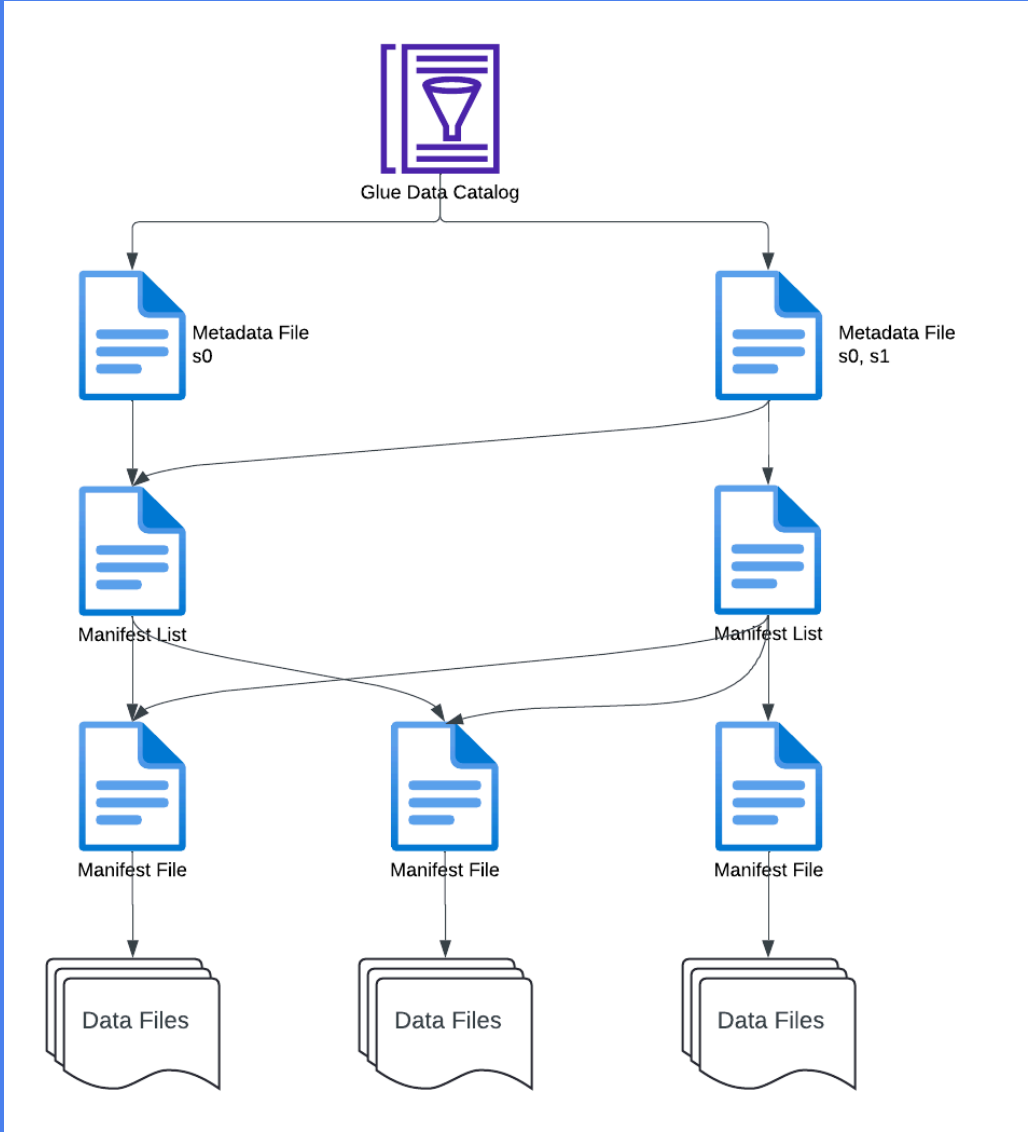 Glue Data Catalog
Metadata File
s0
Metadata File
s0, s1
Manifest List
Manifest List
Manifest File
Manifest File
Manifest File
Data Files
Data Files
Data Files